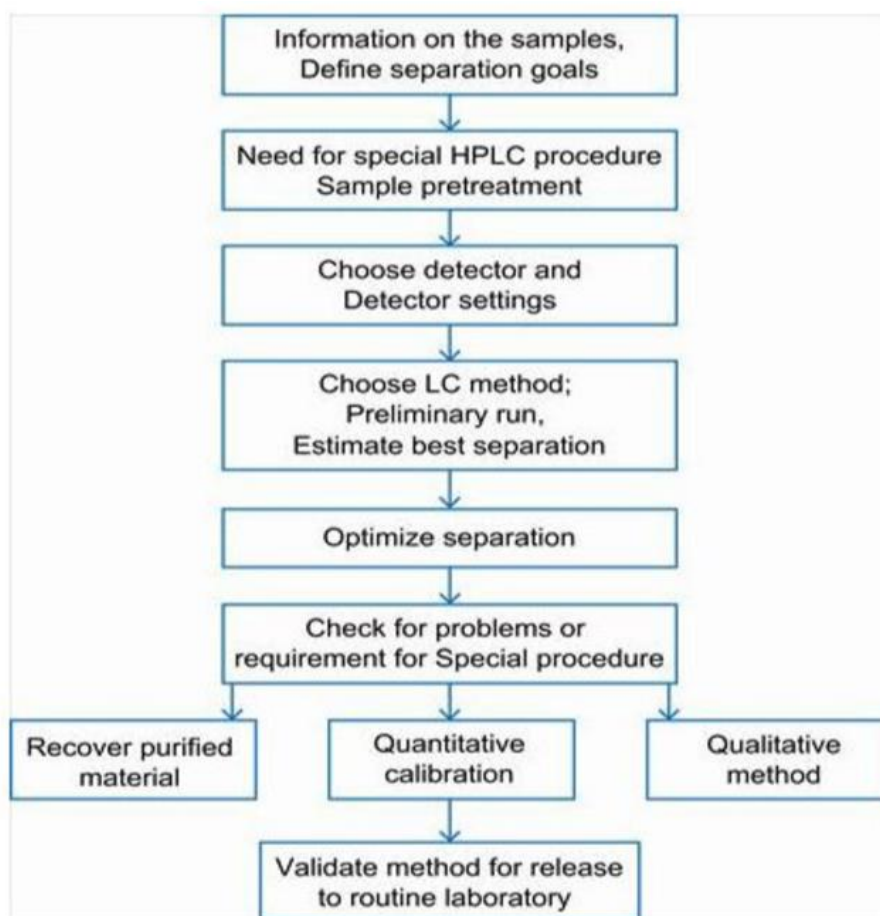 Information on the samples,
Define separation goals
Need for special HPLC procedure
Sample pretreatment
Choose detector and
Detector settings
Choose LC method;
Preliminary run,
Estimate best separation
Optimize separation
Check for problems or
requirement for Special procedure
Recover purified
material
Quantitative
calibration
Qualitative
method
Validate method for release
to routine laboratory